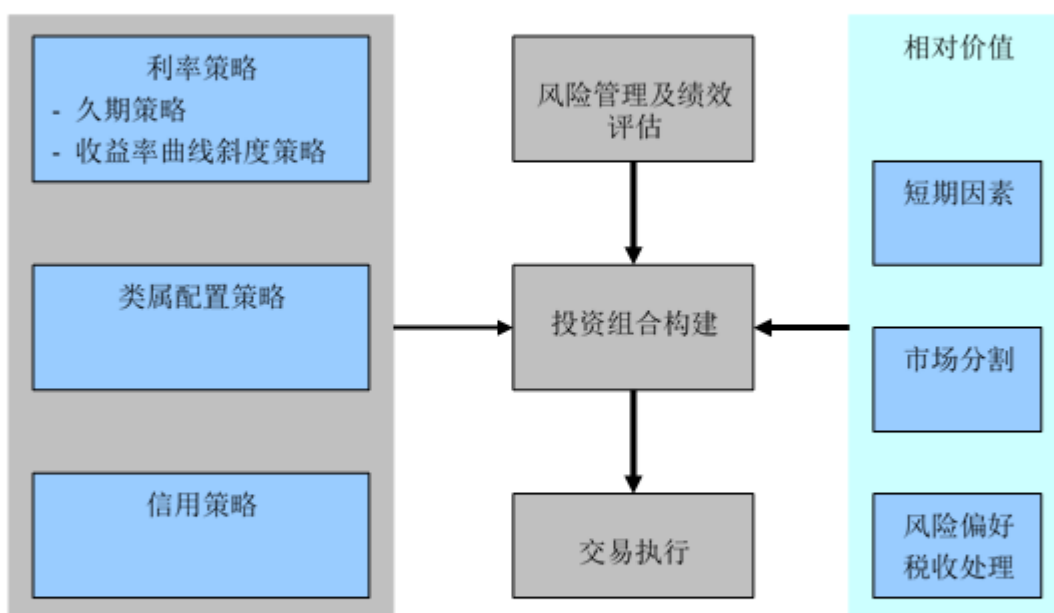 利率策略
- 久期策略
- 收益率曲线斜度策略
类属配置策略
信用策略
风险管理及绩效
评估
投资组合构建
交易执行
相对价值
短期因素
市场分割
风险偏好
税收处理